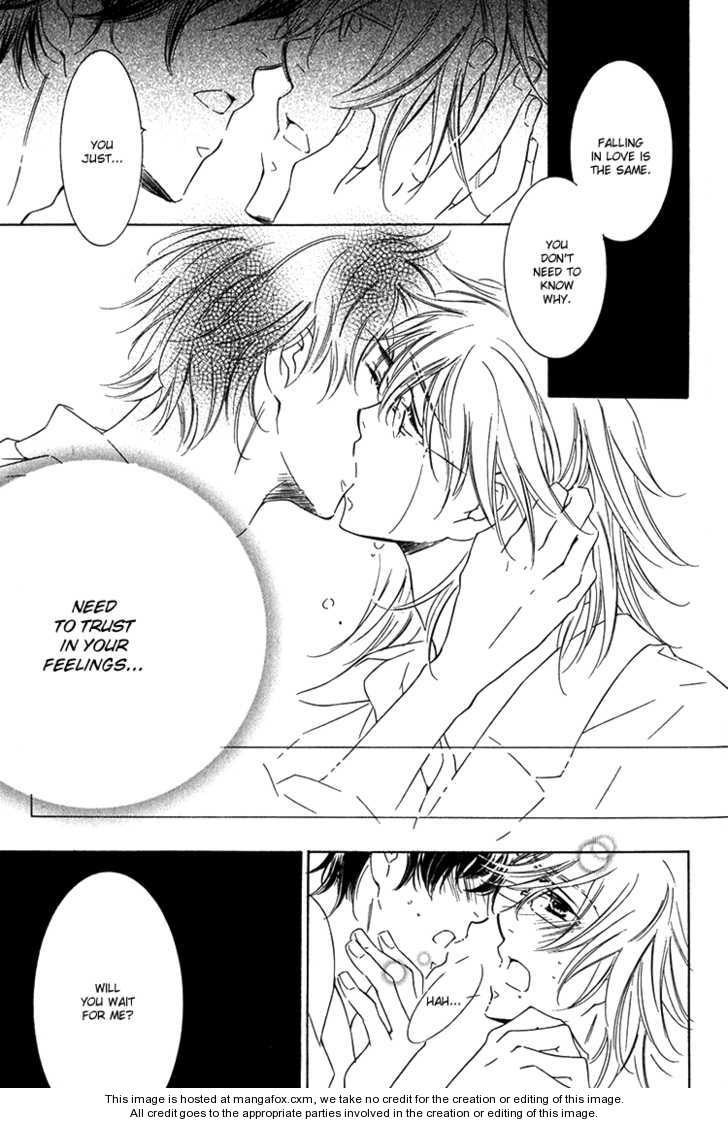 FALLING
IN LOVE IS
THE SAME.
YOU
DON'T
NEED TO
KNOW
WHY.
YOU
JUST...
NEED
TO TRUST
IN YOUR
FEELINGS...
HAH...
WILL
YOU WAIT
FOR ME?
This image is hosted at mangafox.cxm, we take no credit for the creation or editing of this image.
All credit goes to the appropriate parties involved in the creation or editing of this image.